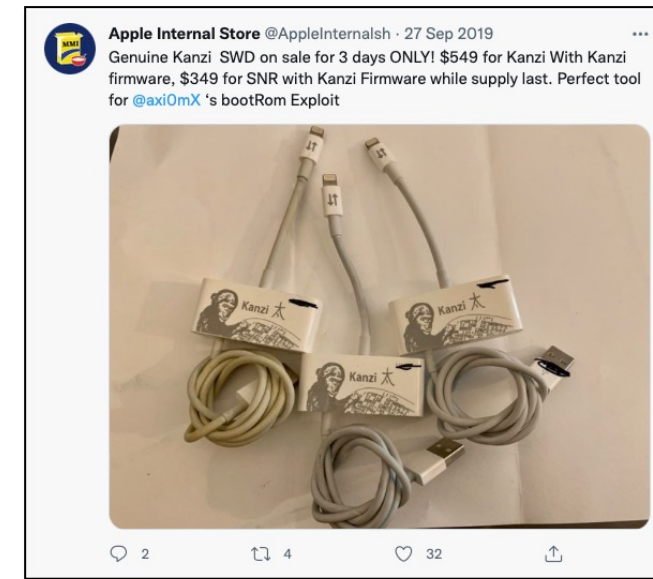 MMI
Apple Internal Store @AppleInternalsh · 27 Sep 2019
Genuine Kanzi SWD on sale for 3 days ONLY! $549 for Kanzi With Kanzi
firmware, $349 for SNR with Kanzi Firmware while supply last. Perfect tool
for @axi0mX ‘s bootRom Exploit
Kanzi 太
Kanzi 太
Kanzi 太
2 4 32